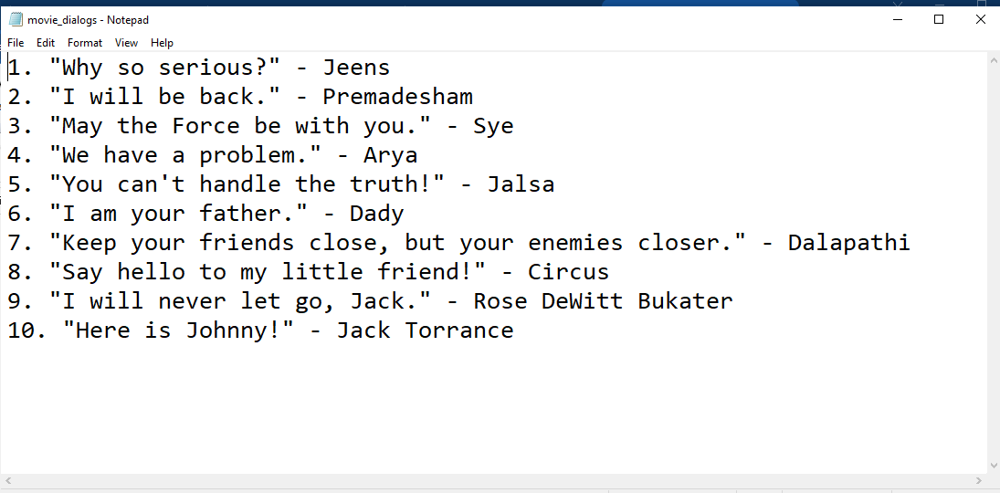 movie_dialogs - Notepad
File Edit Format View Help
1. "Why so serious?" - Jeens
2. "I will be back." - Premadesham
3. "May the Force be with you." - Sye
4. "We have a problem." - Arya
5. "You can't handle the truth!" - Jalsa
6. "I am your father." - Dady
7. "Keep your friends close, but your enemies closer." - Dalapathi
8. "Say hello to my little friend!" - Circus
9. "I will never let go, Jack." - Rose DeWitt Bukater
10. "Here is Johnny!" - Jack Torrance